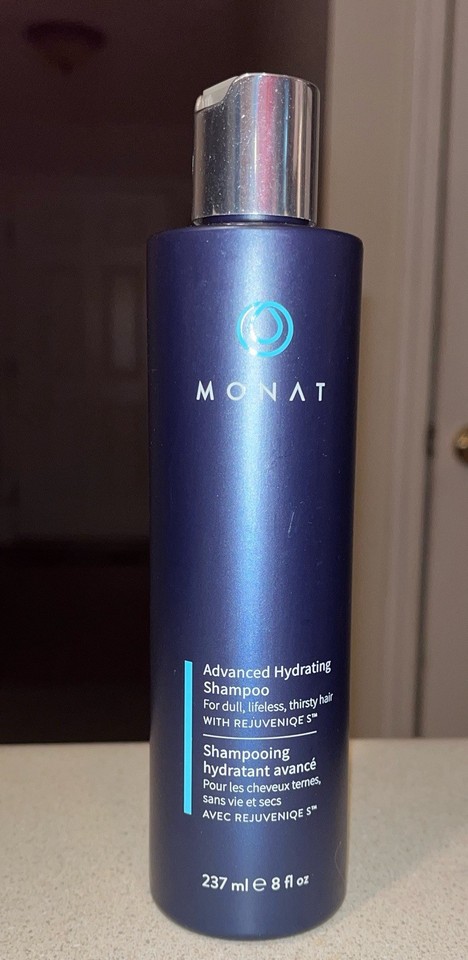 MONAT
Advanced Hydrating
Shampoo
For dull, lifeless, thirsty hair
WITH REJUVENIQE S™
Shampooing
hydratant avancé
Pour les cheveux ternes,
sans vie et secs
AVEC REJUVENIQE S™
237 ml ℮ 8 fl oz